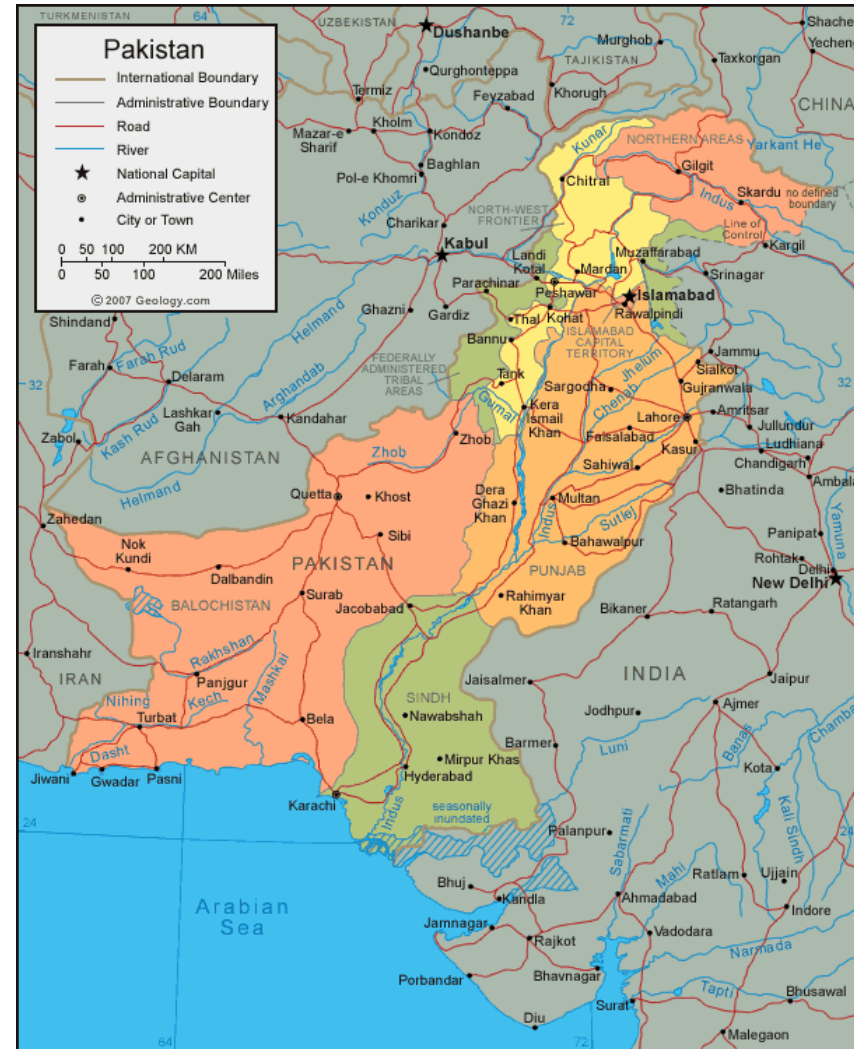 TURKMENISTAN
64
UZBEKISTAN
Dushanbe
72
Shache
Yecheng
Pakistan
International Boundary
Administrative Boundary
Road
River
National Capital
Administrative Center
City or Town
0 50 100 200 KM
0 50 100 200 Miles
© 2007 Geology.com
Qurghonteppa
Murghob
TAJIKISTAN
Taxkorgan
Termiz
Feyzabad
Khorugh
CHINA
Mazar-e
Sharif
Kholm
Kondoz
Kunar
NORTHERN AREAS
Yarkant He
Baghlan
Pol-e Khomri
Chitral
Gilgit
Konduz
Indus
Skardu
no defined
boundary
NORTH-WEST
FRONTIER
Charikar
Line of
Control
Kabul
Landi
Kotal
Muzaffarabad
Kargil
Mardan
Srinagar
Parachinar
Peshawar
Islamabad
Ghazni
Gardiz
Thal
Kohat
Rawalpindi
Shindand
Helmand
Bannu
ISLAMABAD
CAPITAL
TERRITORY
Farah Rud
FEDERALLY
ADMINISTERED
TRIBAL
AREAS
Jammu
Farah
Delaram
Arghandab
Tank
Jhelum
Sialkot
32
Sargodha
Gujranwala
32
Lashkar
Gah
Kandahar
Gumal
Kera
Ismail
Khan
Chenab
Lahore
Amritsar
Zabol
Kash Rud
Zhob
Faisalabad
Jullundur
AFGHANISTAN
Zhob
Kasur
Ludhiana
Sahiwal
Chandigarh
Helmand
Quetta
Khost
Dera
Ghazi
Khan
Multan
Bhatinda
Ambala
Zahedan
Indus
Sutlej
Yamuna
Sibi
Bahawalpur
Panipat
Nok
Kundi
PAKISTAN
Rohtak
Dalbandin
PUNJAB
Delhi
New Delhi
BALOCHISTAN
Surab
Jacobabad
Rahimyar
Khan
Bikaner
Ratangarh
Iranshahr
Rakhshan
Mashkai
IRAN
Panjgur
INDIA
Jaisalmer
Jaipur
Nihing
Kech
SINDH
Turbat
Bela
Nawabshah
Jodhpur
Ajmer
Dasht
Mirpur Khas
Barmer
Luni
Banas
Chamba
Jiwani
Gwadar
Pasni
Hyderabad
Kota
Karachi
Indus
seasonally
inundated
Kali Sindh
24
Palanpur
24
Sabarmati
Mahi
Bhuj
Ratlam
Ujjain
Arabian
Sea
Kandla
Ahmadabad
Indore
Jamnagar
Rajkot
Vadodara
Narmada
Porbandar
Bhavnagar
Tapti
Bhusawal
Surat
Diu
64
72
Malegaon